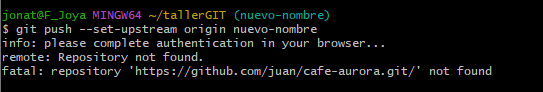 jonat@F_Joya MINGW64 ~/tallerGIT (nuevo-nombre)
$ git push --set-upstream origin nuevo-nombre
info: please complete authentication in your browser...
remote: Repository not found.
fatal: repository 'https://github.com/juan/cafe-aurora.git/' not found